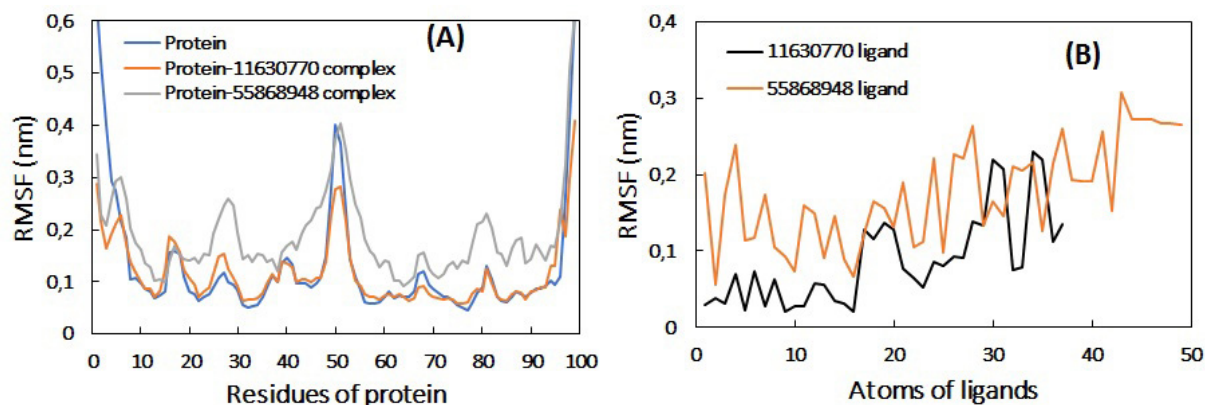 (A)
Protein
Protein-11630770 complex
Protein-55868948 complex
RMSF (nm)
0,6
0,5
0,4
0,3
0,2
0,1
0
0 10 20 30 40 50 60 70 80 90 100
Residues of protein
(B)
11630770 ligand
55868948 ligand
RMSF (nm)
0,4
0,3
0,2
0,1
0
0 10 20 30 40 50
Atoms of ligands